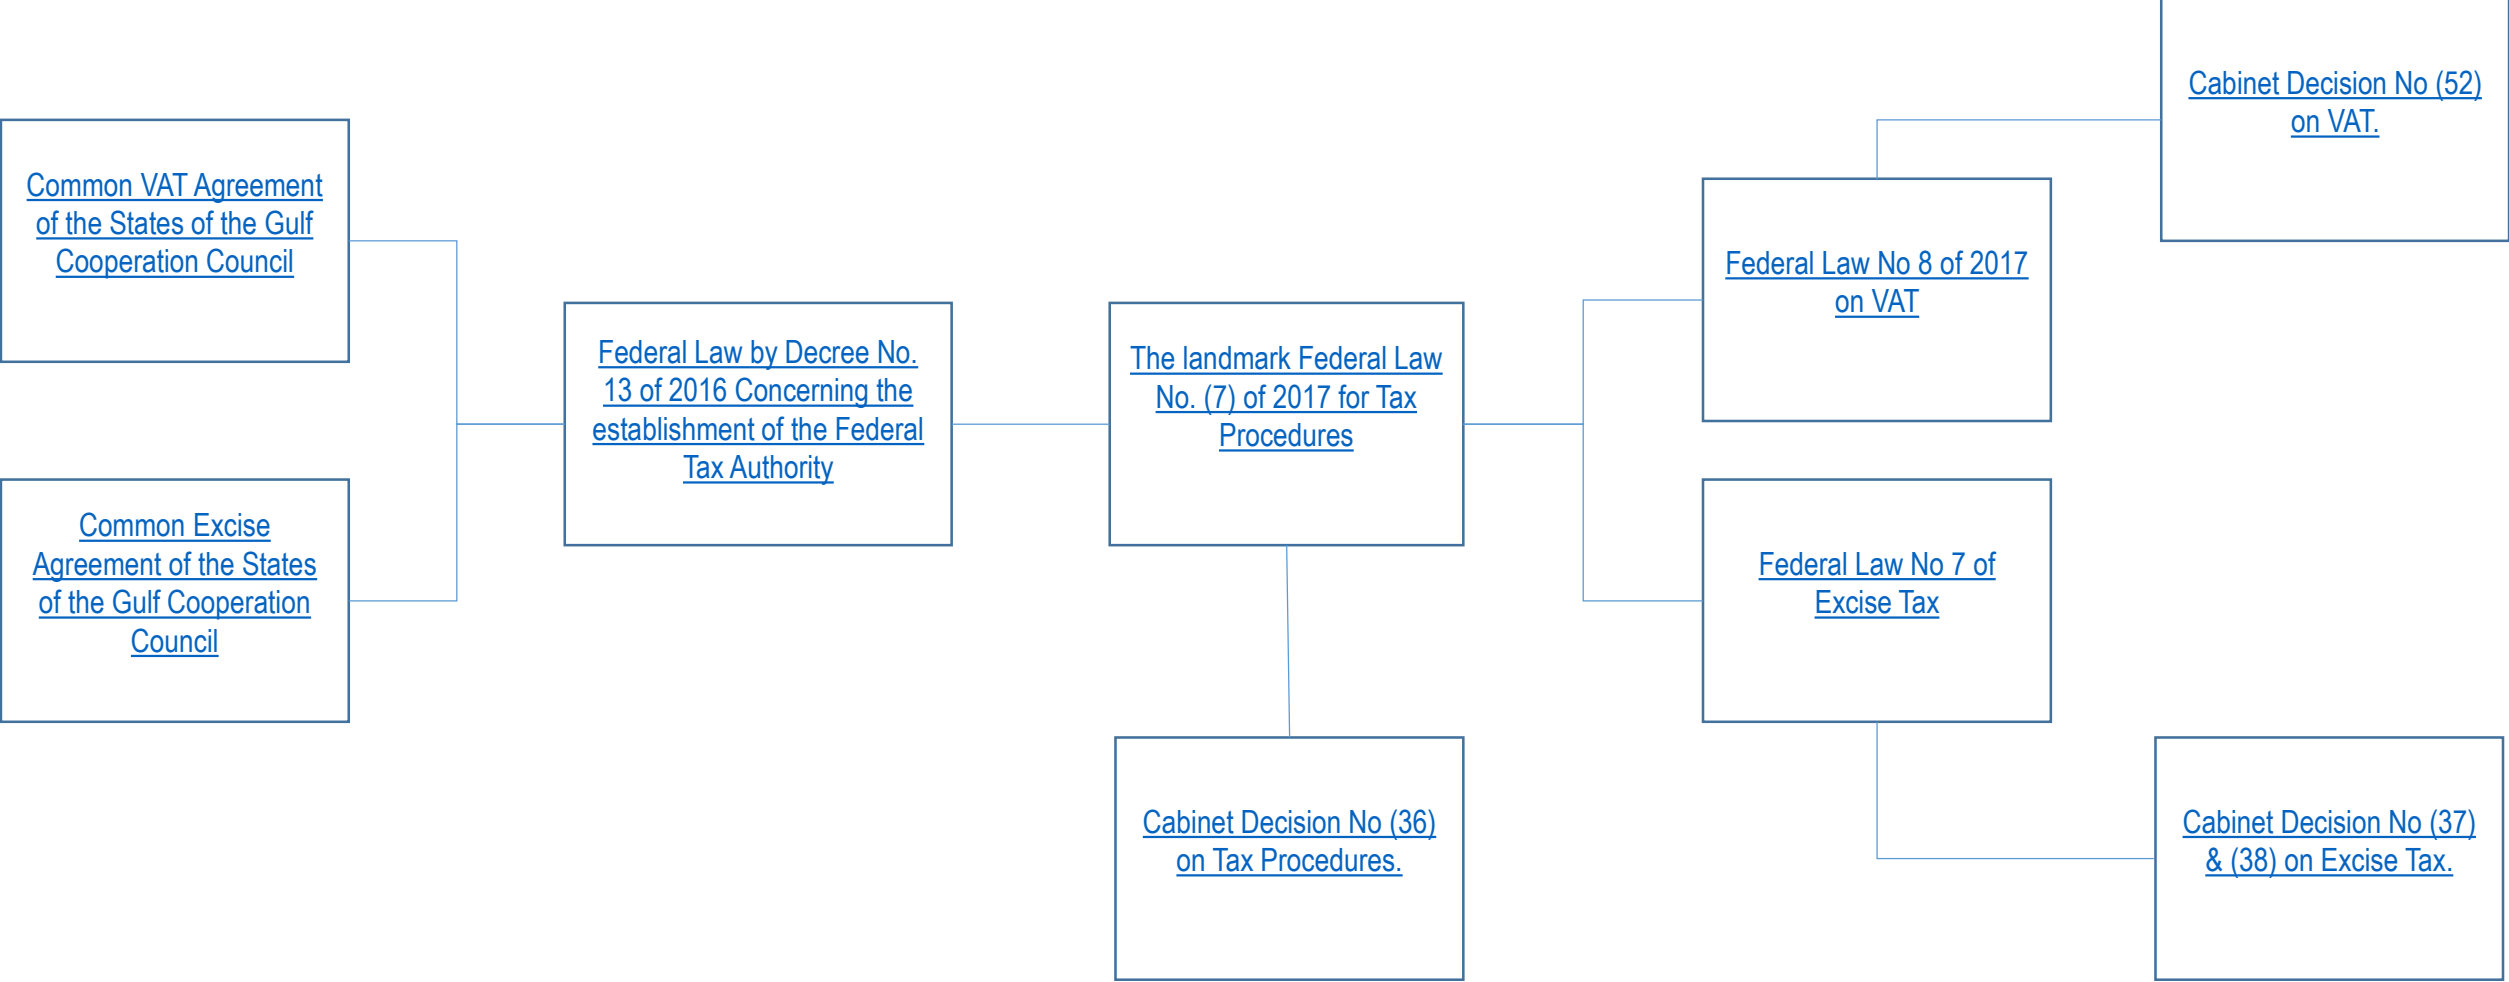 Common VAT Agreement
of the States of the Gulf
Cooperation Council
Common Excise
Agreement of the States
of the Gulf Cooperation
Council
Federal Law by Decree No.
13 of 2016 Concerning the
establishment of the Federal
Tax Authority
The landmark Federal Law
No. (7) of 2017 for Tax
Procedures
Cabinet Decision No (36)
on Tax Procedures.
Federal Law No 8 of 2017
on VAT
Federal Law No 7 of
Excise Tax
Cabinet Decision No (52)
on VAT.
Cabinet Decision No (37)
& (38) on Excise Tax.